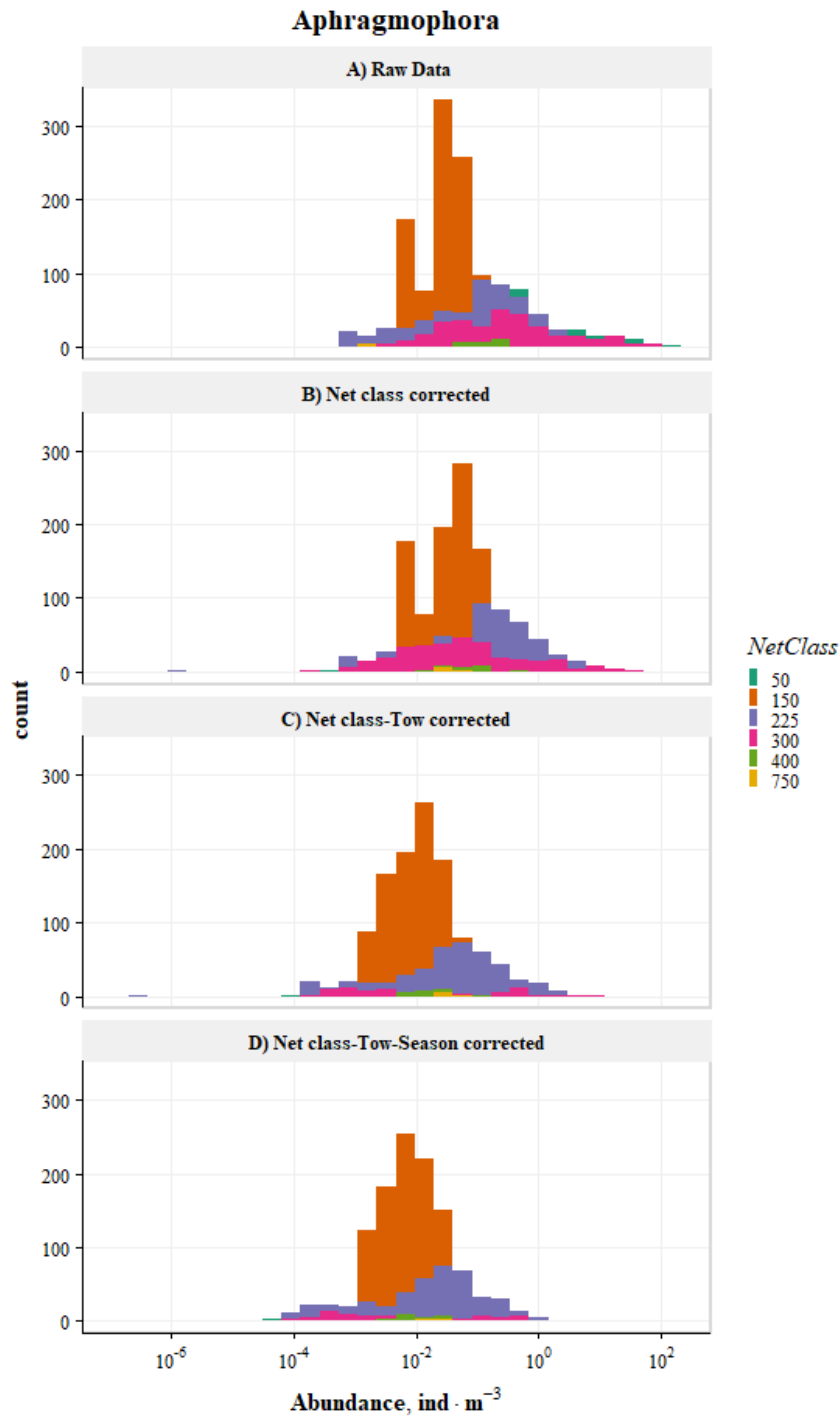 Aphragmophora
A) Raw Data
300
200
100
0
B) Net class corrected
300
200
100
0
C) Net class-Tow corrected
300
200
100
0
D) Net class-Tow-Season corrected
300
200
100
0
count
10⁻⁶ 10⁻⁴ 10⁻² 10⁰ 10²
Abundance, ind · m⁻³
NetClass
50
150
225
300
400
750